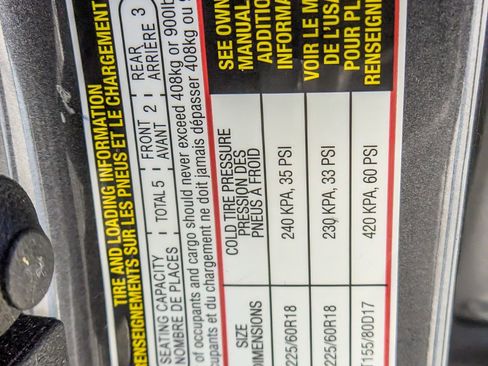 TIRE AND LOADING INFORMATION
RENSEIGNEMENTS SUR LES PNEUS ET LE CHARGEMENT
SEATING CAPACITY
NOMBRE DE PLACES
TOTAL 5
FRONT 2
AVANT
REAR 3
ARRIÈRE
of occupants and cargo should never exceed 408kg or 900lb
occupants et du chargement ne doit jamais dépasser 408kg ou
SIZE
DIMENSIONS
COLD TIRE PRESSURE
PRESSION DES
PNEUS À FROID
225/60R18
240 KPA, 35 PSI
225/60R18
230 KPA, 33 PSI
T155/80D17
420 KPA, 60 PSI
SEE OWN
MANUAL
ADDITION
INFORMA
VOIR LE M
DE L'USA
POUR PL
RENSEIGNE